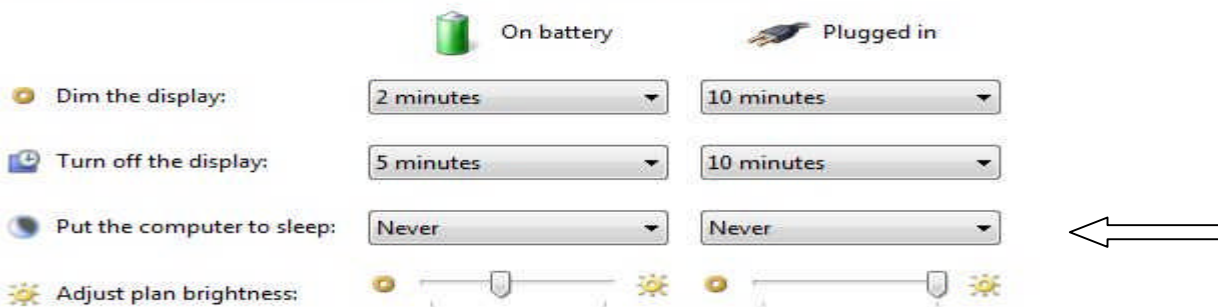 On battery Plugged in
Dim the display: 2 minutes 10 minutes
Turn off the display: 5 minutes 10 minutes
Put the computer to sleep: Never Never
Adjust plan brightness: